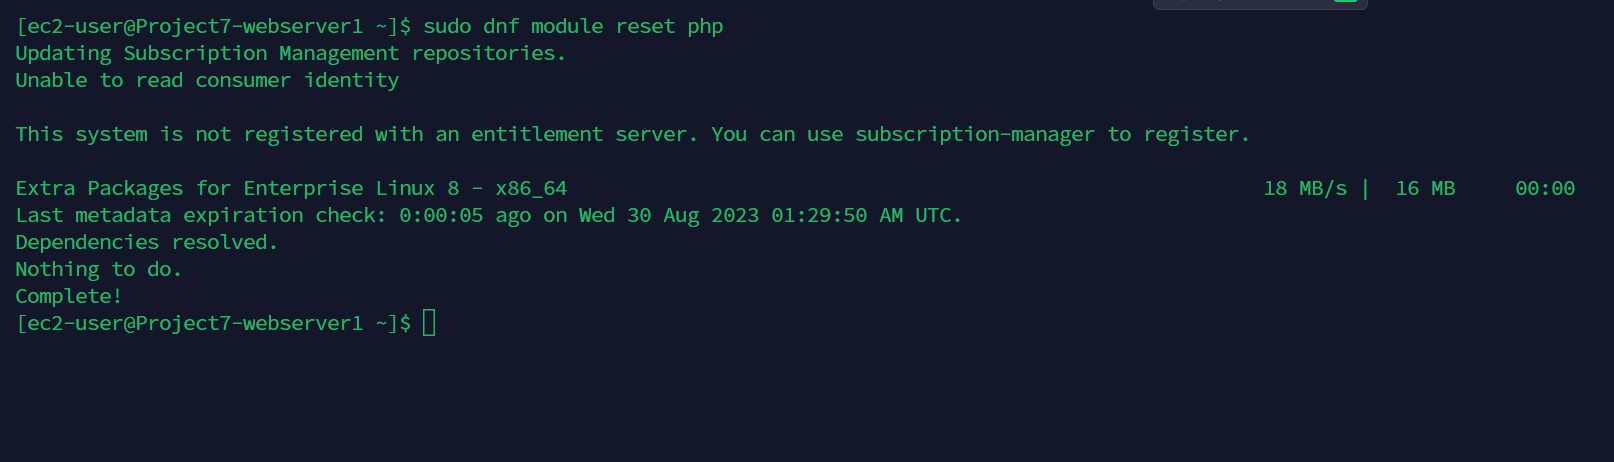 [ec2-user@Project7-webserver1 ~]$ sudo dnf module reset php
Updating Subscription Management repositories.
Unable to read consumer identity
This system is not registered with an entitlement server. You can use subscription-manager to register.
Extra Packages for Enterprise Linux 8 - x86_64 18 MB/s | 16 MB 00:00
Last metadata expiration check: 0:00:05 ago on Wed 30 Aug 2023 01:29:50 AM UTC.
Dependencies resolved.
Nothing to do.
Complete!
[ec2-user@Project7-webserver1 ~]$